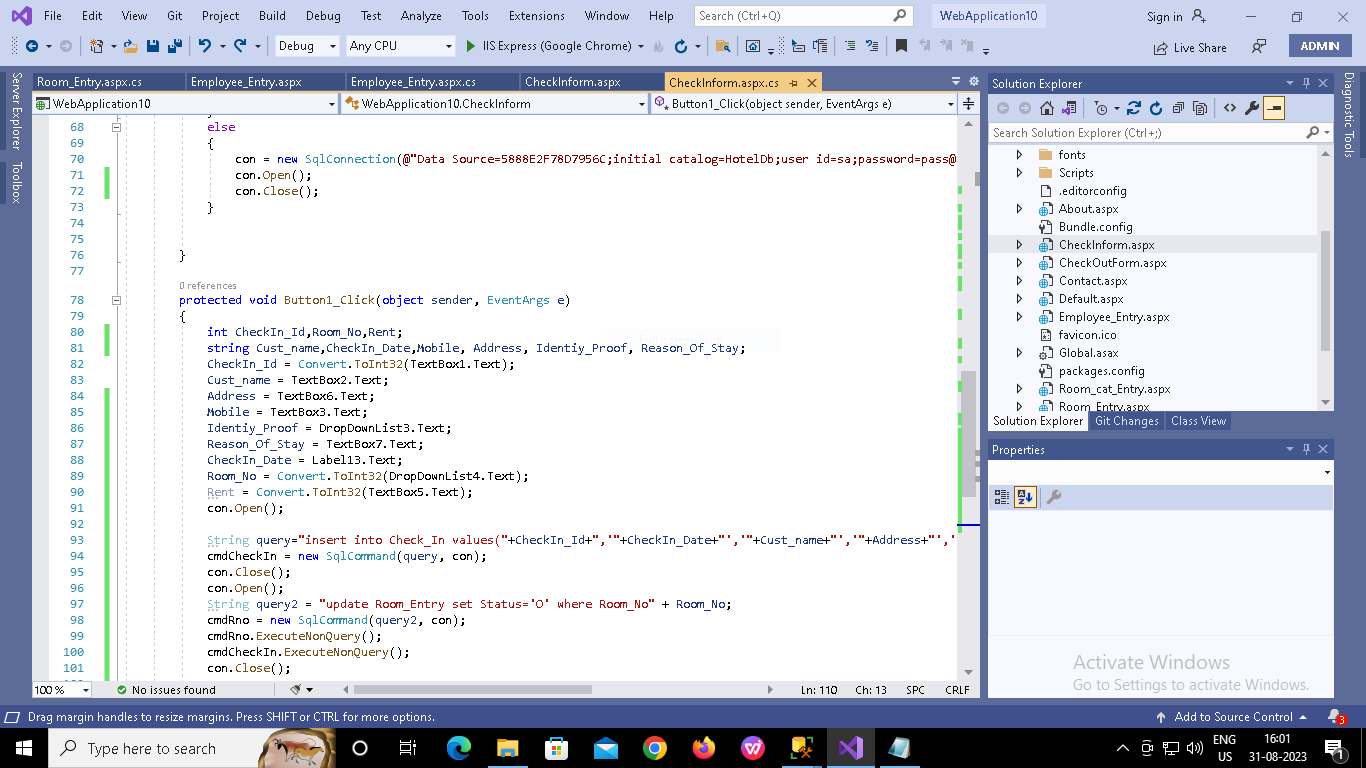 File Edit View Git Project Build Debug Test Analyze Tools Extensions Window Help Search (Ctrl+Q) WebApplication10 Sign in
Debug Any CPU IIS Express (Google Chrome) Live Share ADMIN
Server Explorer
Toolbox
Room_Entry.aspx.cs Employee_Entry.aspx Employee_Entry.aspx.cs CheckInform.aspx CheckInform.aspx.cs
WebApplication10 WebApplication10.CheckInform Button1_Click(object sender, EventArgs e)
68 else
69 {
70 con = new SqlConnection(@"Data Source=5888E2F78D7956C;initial catalog=HotelDb;user id=sa;password=pass@
71 con.Open();
72 con.Close();
73 }
74
75
76 }
77
0 references
78 protected void Button1_Click(object sender, EventArgs e)
79 {
80 int CheckIn_Id,Room_No,Rent;
81 string Cust_name,CheckIn_Date,Mobile, Address, Identiy_Proof, Reason_Of_Stay;
82 CheckIn_Id = Convert.ToInt32(TextBox1.Text);
83 Cust_name = TextBox2.Text;
84 Address = TextBox6.Text;
85 Mobile = TextBox3.Text;
86 Identiy_Proof = DropDownList3.Text;
87 Reason_Of_Stay = TextBox7.Text;
88 CheckIn_Date = Label13.Text;
89 Room_No = Convert.ToInt32(DropDownList4.Text);
90 Rent = Convert.ToInt32(TextBox5.Text);
91 con.Open();
92
93 String query="insert into Check_In values("+CheckIn_Id+",'"+CheckIn_Date+"','"+Cust_name+"','"+Address+"','
94 cmdCheckIn = new SqlCommand(query, con);
95 con.Close();
96 con.Open();
97 String query2 = "update Room_Entry set Status='O' where Room_No" + Room_No;
98 cmdRno = new SqlCommand(query2, con);
99 cmdRno.ExecuteNonQuery();
100 cmdCheckIn.ExecuteNonQuery();
101 con.Close();
100 % No issues found Ln: 110 Ch: 13 SPC CRLF
Solution Explorer
Search Solution Explorer (Ctrl+;)
fonts
Scripts
.editorconfig
About.aspx
Bundle.config
CheckInform.aspx
CheckOutForm.aspx
Contact.aspx
Default.aspx
Employee_Entry.aspx
favicon.ico
Global.asax
packages.config
Room_cat_Entry.aspx
Room_Entry.aspx
Solution Explorer Git Changes Class View
Properties
Diagnostic Tools
Activate Windows
Go to Settings to activate Windows.
Drag margin handles to resize margins. Press SHIFT or CTRL for more options. Add to Source Control 3
Type here to search
ENG
US
16:01
31-08-2023
1